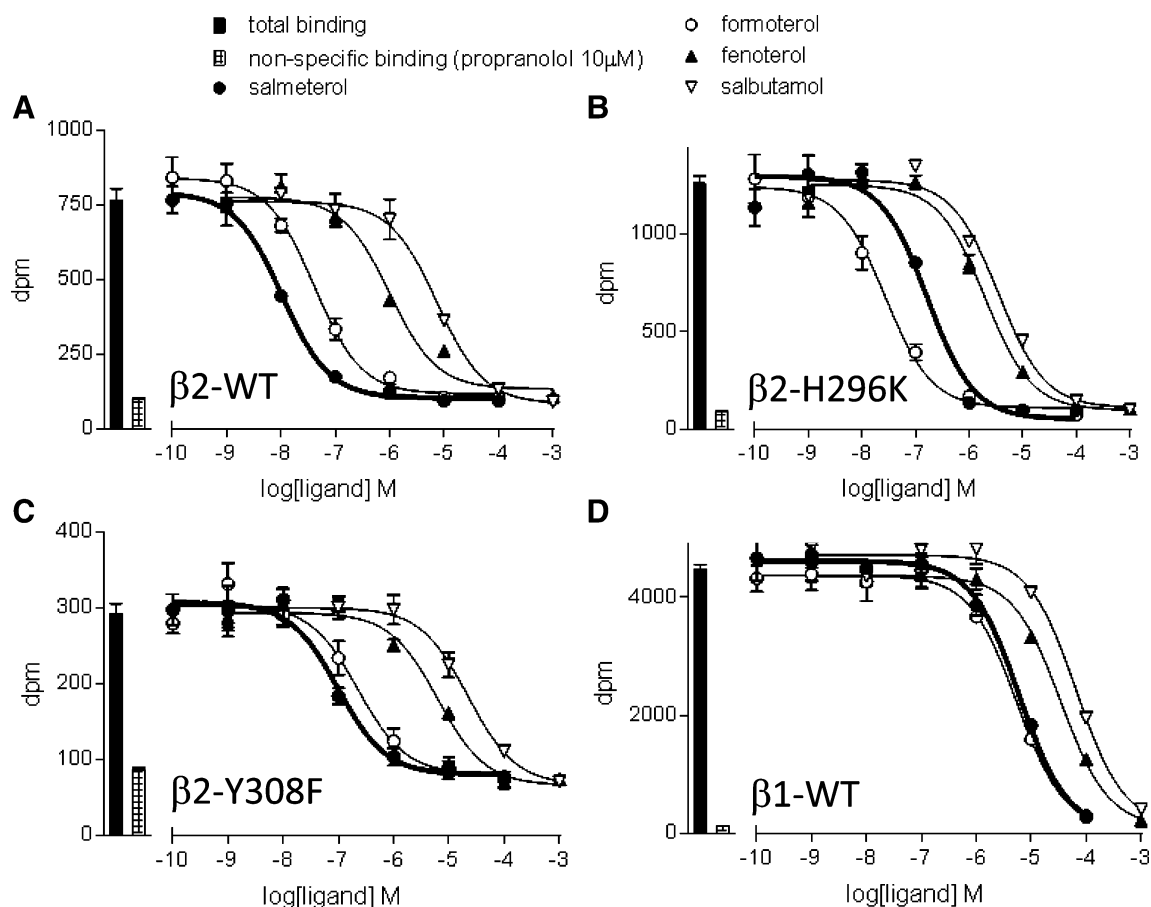 total binding
non-specific binding (propranolol 10μM)
salmeterol
formoterol
fenoterol
salbutamol
A
1000
750
500
250
0
dpm
β2-WT
-10 -9 -8 -7 -6 -5 -4 -3
log[ligand] M
B
1000
500
0
dpm
β2-H296K
-10 -9 -8 -7 -6 -5 -4 -3
log[ligand] M
C
400
300
200
100
0
dpm
β2-Y308F
-10 -9 -8 -7 -6 -5 -4 -3
log[ligand] M
D
4000
2000
0
dpm
β1-WT
-10 -9 -8 -7 -6 -5 -4 -3
log[ligand] M